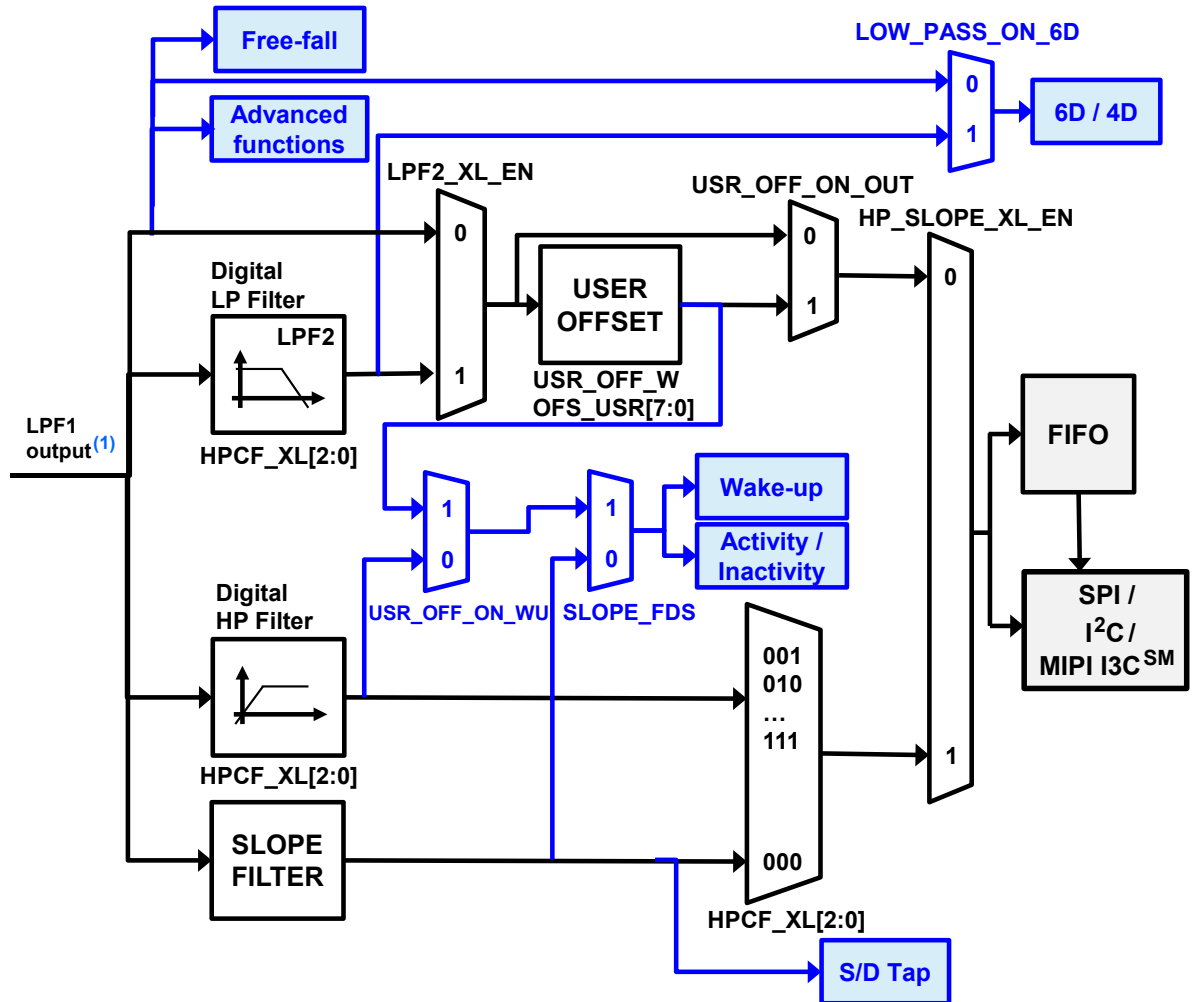 Free-fall
LOW_PASS_ON_6D
0
1
6D / 4D
Advanced
functions
LPF2_XL_EN
0
1
USR_OFF_ON_OUT
0
1
HP_SLOPE_XL_EN
0
1
Digital
LP Filter
LPF2
HPCF_XL[2:0]
USER
OFFSET
USR_OFF_W
OFS_USR[7:0]
LPF1
output(1)
FIFO
1
0
USR_OFF_ON_WU
1
0
SLOPE_FDS
Wake-up
Activity /
Inactivity
SPI /
I²C /
MIPI I3C SM
Digital
HP Filter
HPCF_XL[2:0]
001
010
...
111
000
HPCF_XL[2:0]
SLOPE
FILTER
S/D Tap